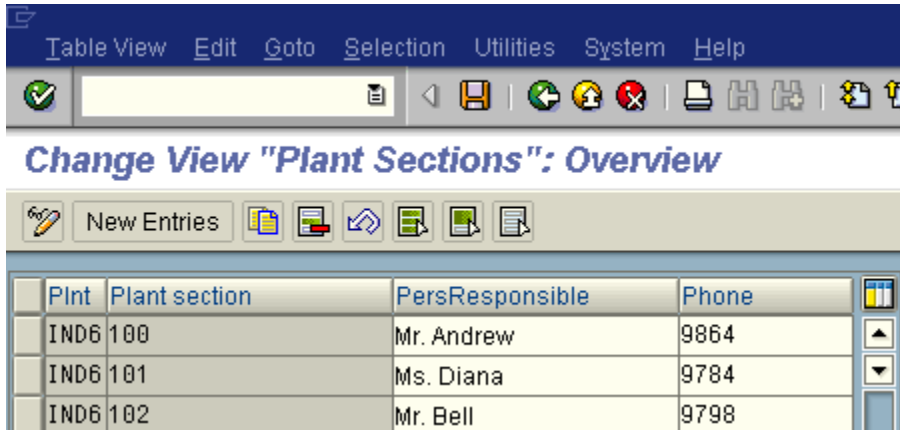 Table View Edit Goto Selection Utilities System Help
Change View "Plant Sections": Overview
New Entries
Plnt Plant section PersResponsible Phone
IND6 100 Mr. Andrew 9864
IND6 101 Ms. Diana 9784
IND6 102 Mr. Bell 9798